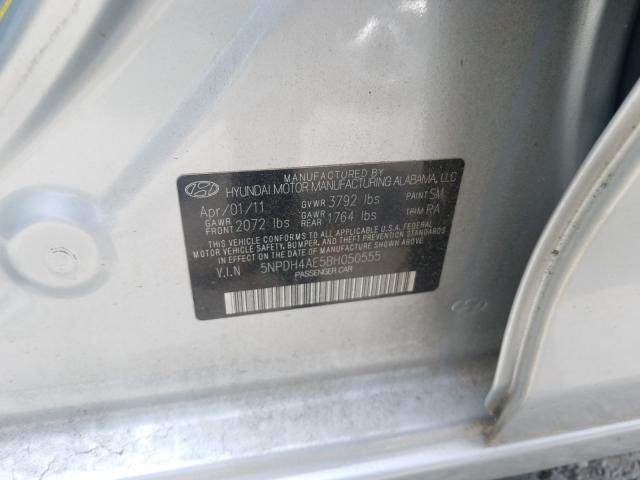 MANUFACTURED BY
HYUNDAI MOTOR MANUFACTURING ALABAMA, LLC
Apr/01/11 GVWR 3792 lbs PAINT SM
GAWR FRONT 2072 lbs GAWR REAR 1764 lbs TRIM RA
THIS VEHICLE CONFORMS TO ALL APPLICABLE U.S.A. FEDERAL
MOTOR VEHICLE SAFETY, BUMPER, AND THEFT PREVENTION STANDARDS
IN EFFECT ON THE DATE OF MANUFACTURE SHOWN ABOVE.
V.I.N 5NPDH4AE5BH050555
PASSENGER CAR